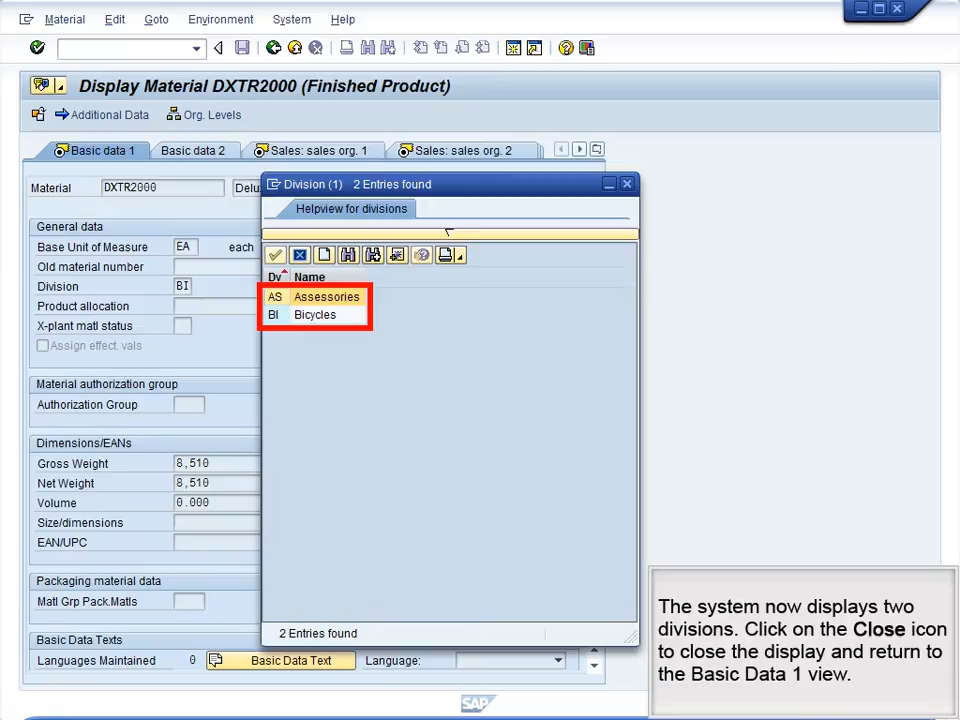 Material Edit Goto Environment System Help
Display Material DXTR2000 (Finished Product)
Additional Data Org. Levels
Basic data 1 Basic data 2 Sales: sales org. 1 Sales: sales org. 2
Material DXTR2000 Delu
General data
Base Unit of Measure EA each
Old material number
Division BI
Product allocation
X-plant matl status
Assign effect. vals
Material authorization group
Authorization Group
Dimensions/EANs
Gross Weight 8,510
Net Weight 8,510
Volume 0.000
Size/dimensions
EAN/UPC
Packaging material data
Matl Grp Pack.Matls
Basic Data Texts
Languages Maintained 0 Basic Data Text Language:
Division (1) 2 Entries found
Helpview for divisions
Dv Name
AS Assessories
BI Bicycles
2 Entries found
The system now displays two
divisions. Click on the Close icon
to close the display and return to
the Basic Data 1 view.
SAP